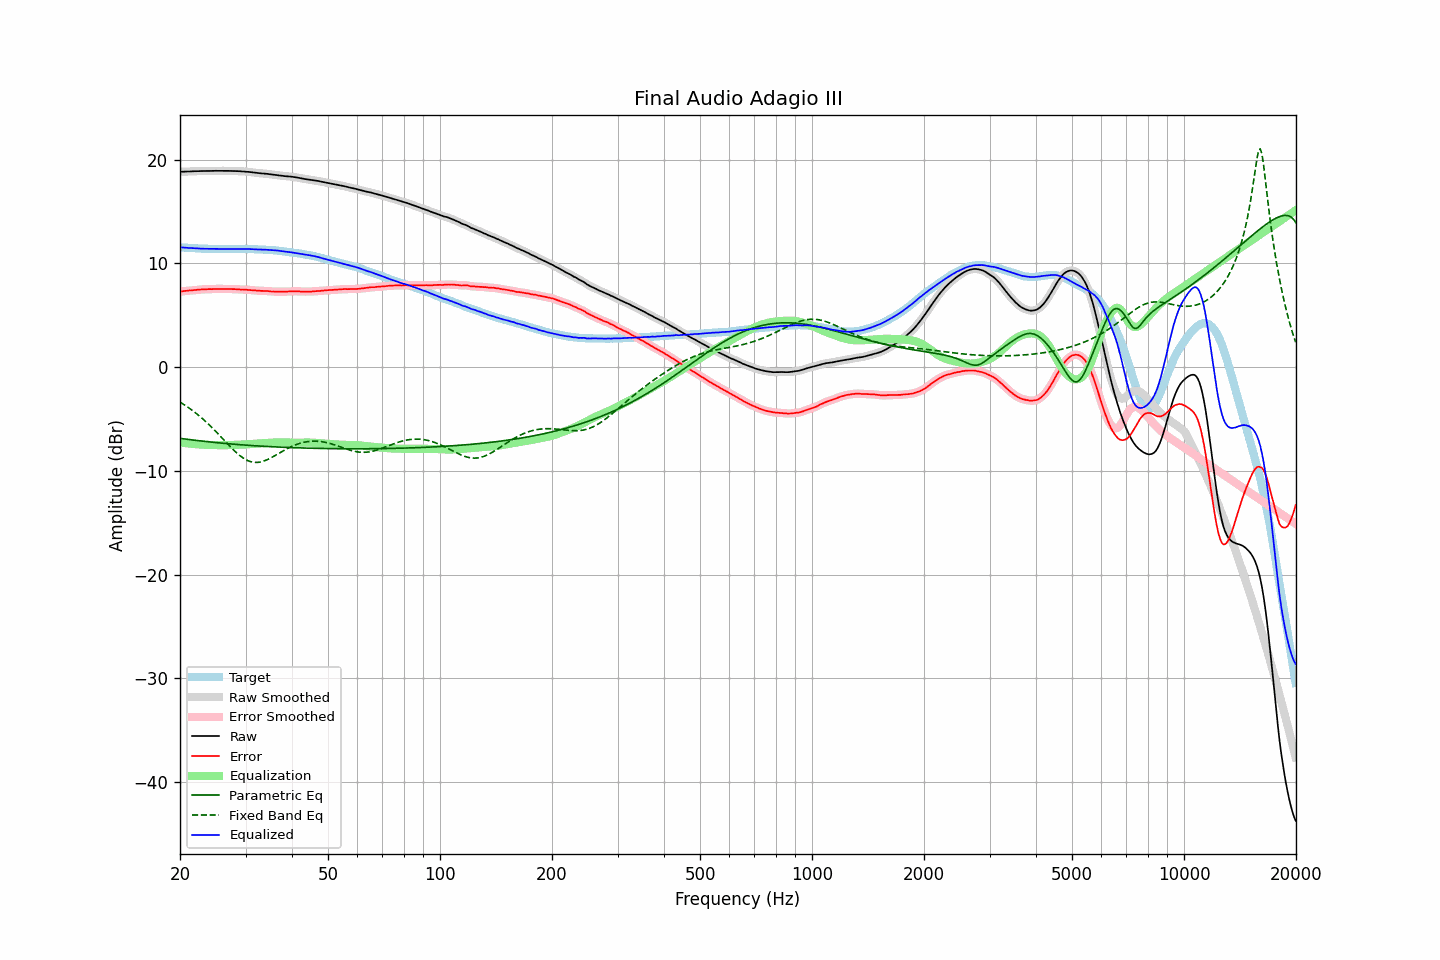 Final Audio Adagio III
20
10
0
−10
−20
−30
−40
Amplitude (dBr)
Target
Raw Smoothed
Error Smoothed
Raw
Error
Equalization
Parametric Eq
Fixed Band Eq
Equalized
20 50 100 200 500 1000 2000 5000 10000 20000
Frequency (Hz)